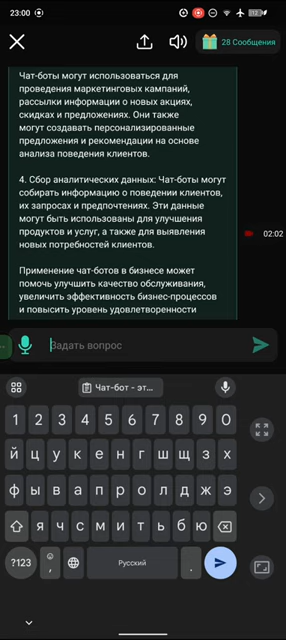 23:00
28 Сообщения
Чат-боты могут использоваться для
проведения маркетинговых кампаний,
рассылки информации о новых акциях,
скидках и предложениях. Они также
могут создавать персонализированные
предложения и рекомендации на основе
анализа поведения клиентов.
4. Сбор аналитических данных: Чат-боты могут
собирать информацию о поведении клиентов,
их запросах и предпочтениях. Эти данные
могут быть использованы для улучшения
продуктов и услуг, а также для выявления
новых потребностей клиентов.
02:02
Применение чат-ботов в бизнесе может
помочь улучшить качество обслуживания,
увеличить эффективность бизнес-процессов
и повысить уровень удовлетворенности
Задать вопрос
Чат-бот - эт...
1 2 3 4 5 6 7 8 9 0
й ц у к е н г ш щ з х
ф ы в а п р о л д ж э
я ч с м и т ь б ю
?123 , Русский .